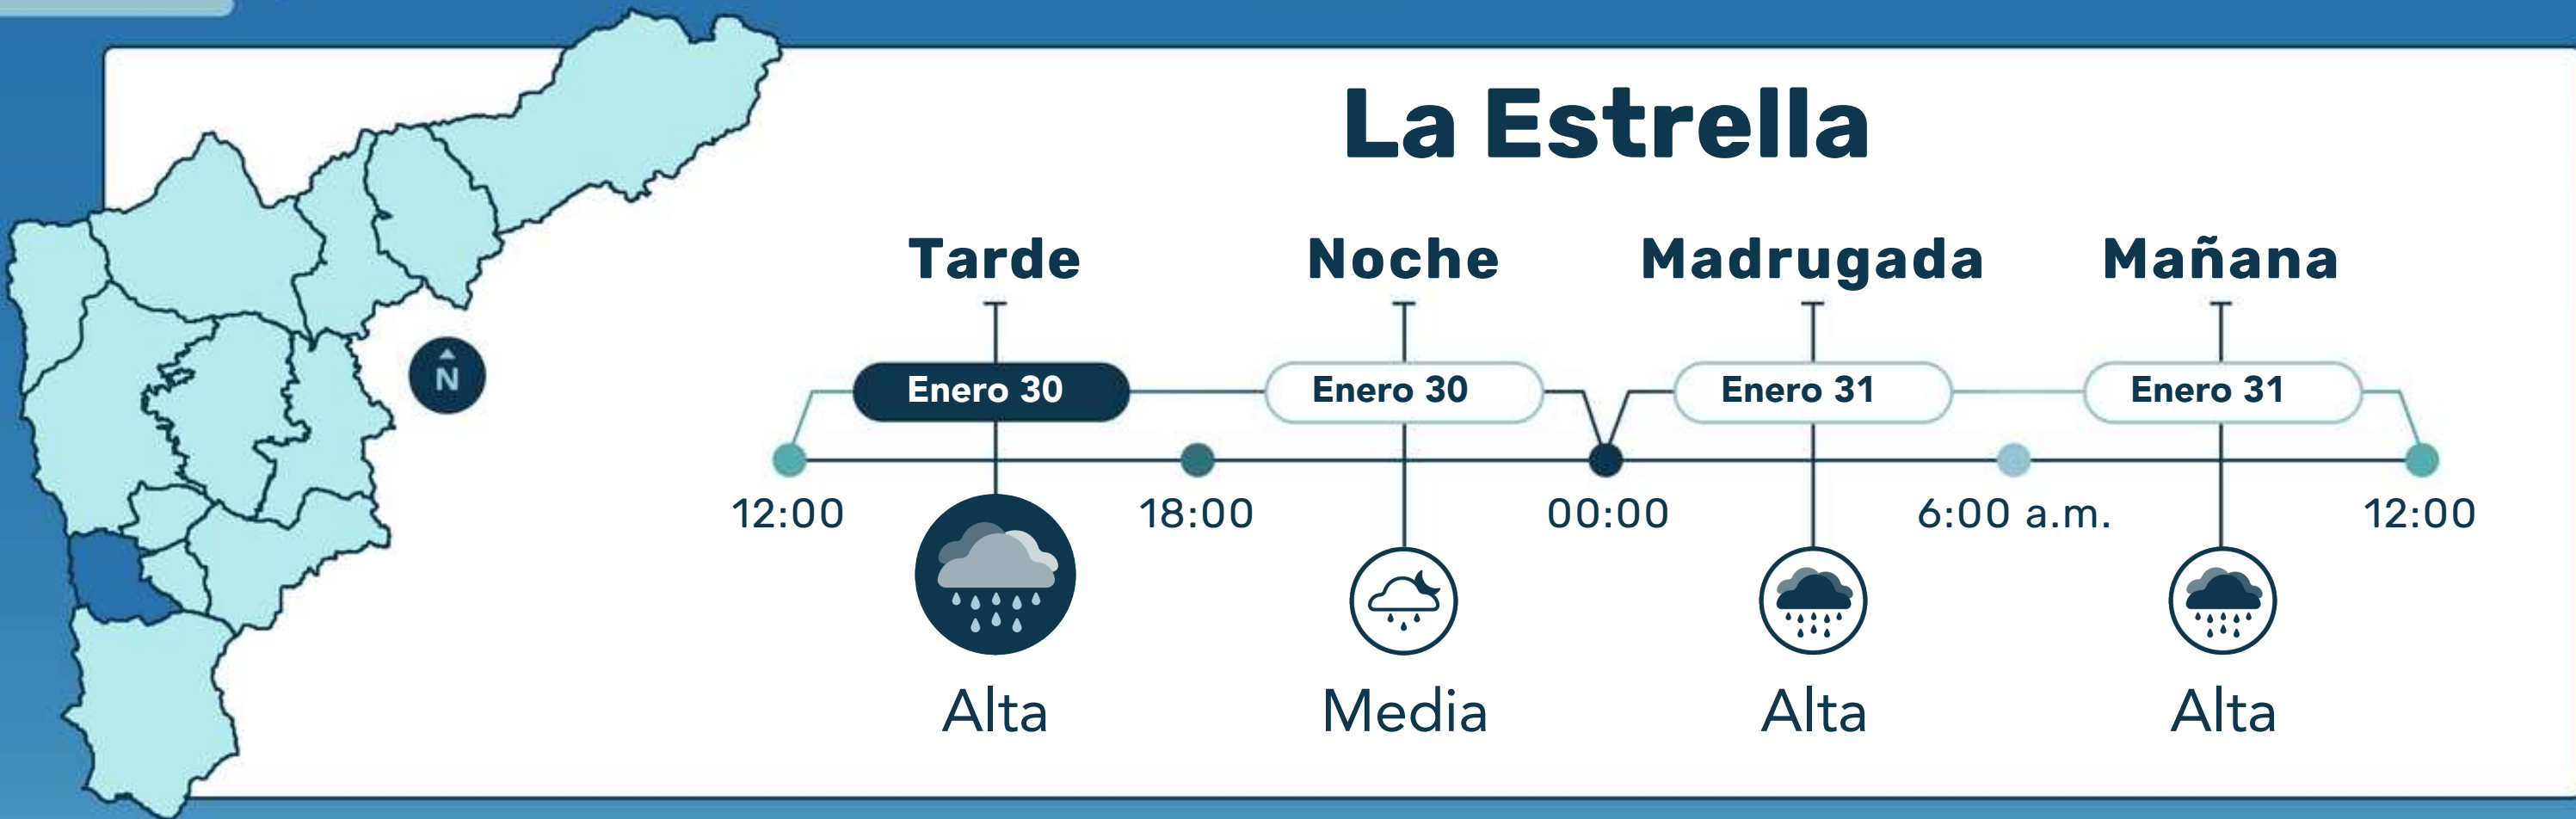 La Estrella
Tarde Noche Madrugada Mañana
N
Enero 30 Enero 30 Enero 31 Enero 31
12:00 18:00 00:00 6:00 a.m. 12:00
Alta Media Alta Alta